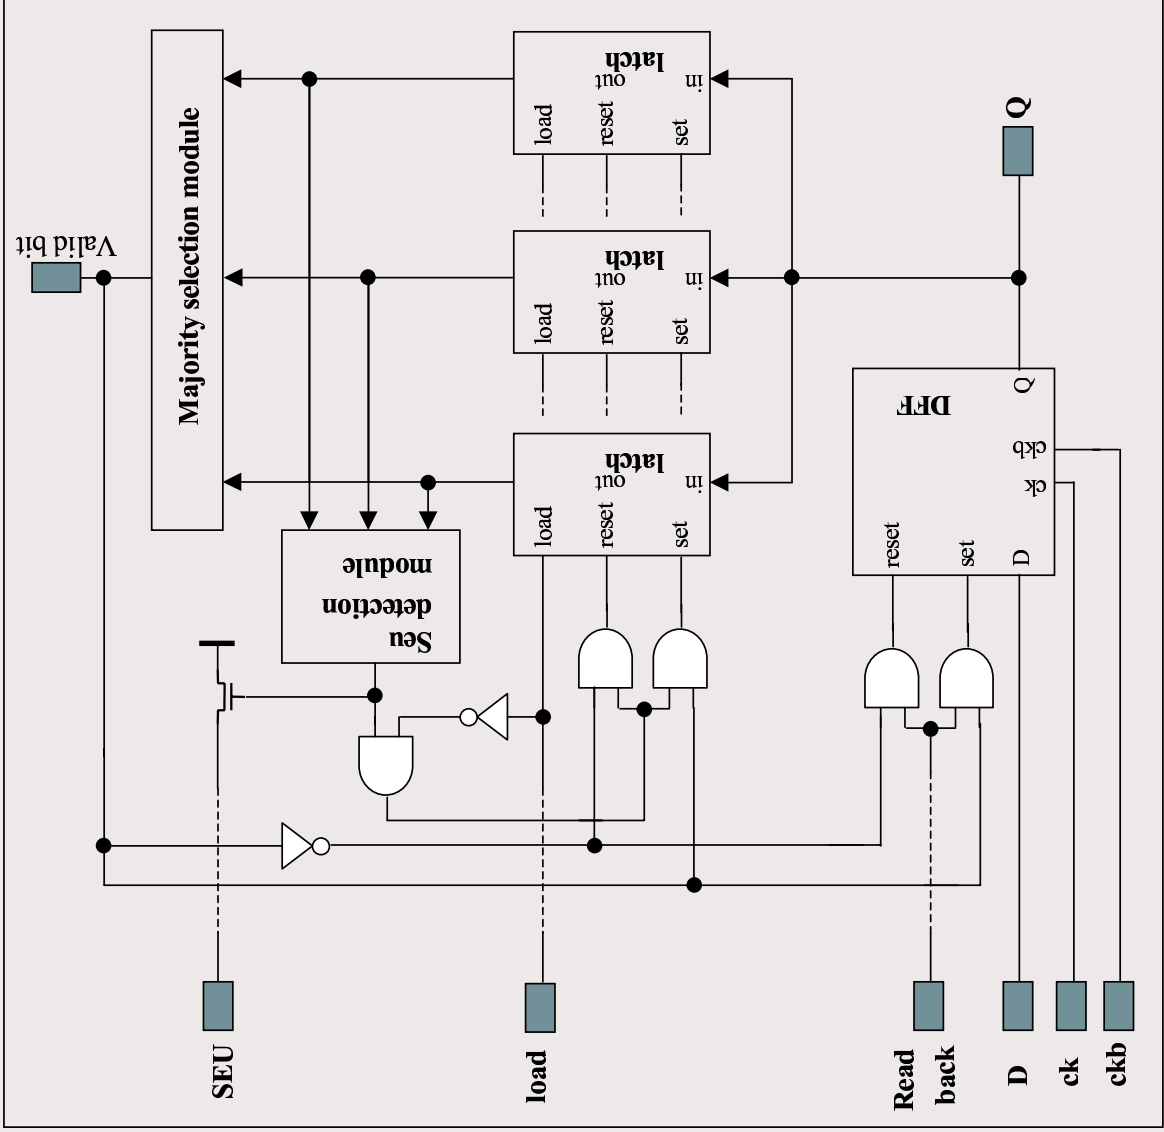 Valid bit
Majority selection module
latch
out
in
load
reset
set
latch
out
in
load
reset
set
latch
out
in
load
reset
set
Q
DFF
Q
ckb
ck
reset
set
D
Seu
detection
module
SEU
load
Read
back
D
ck
ckb